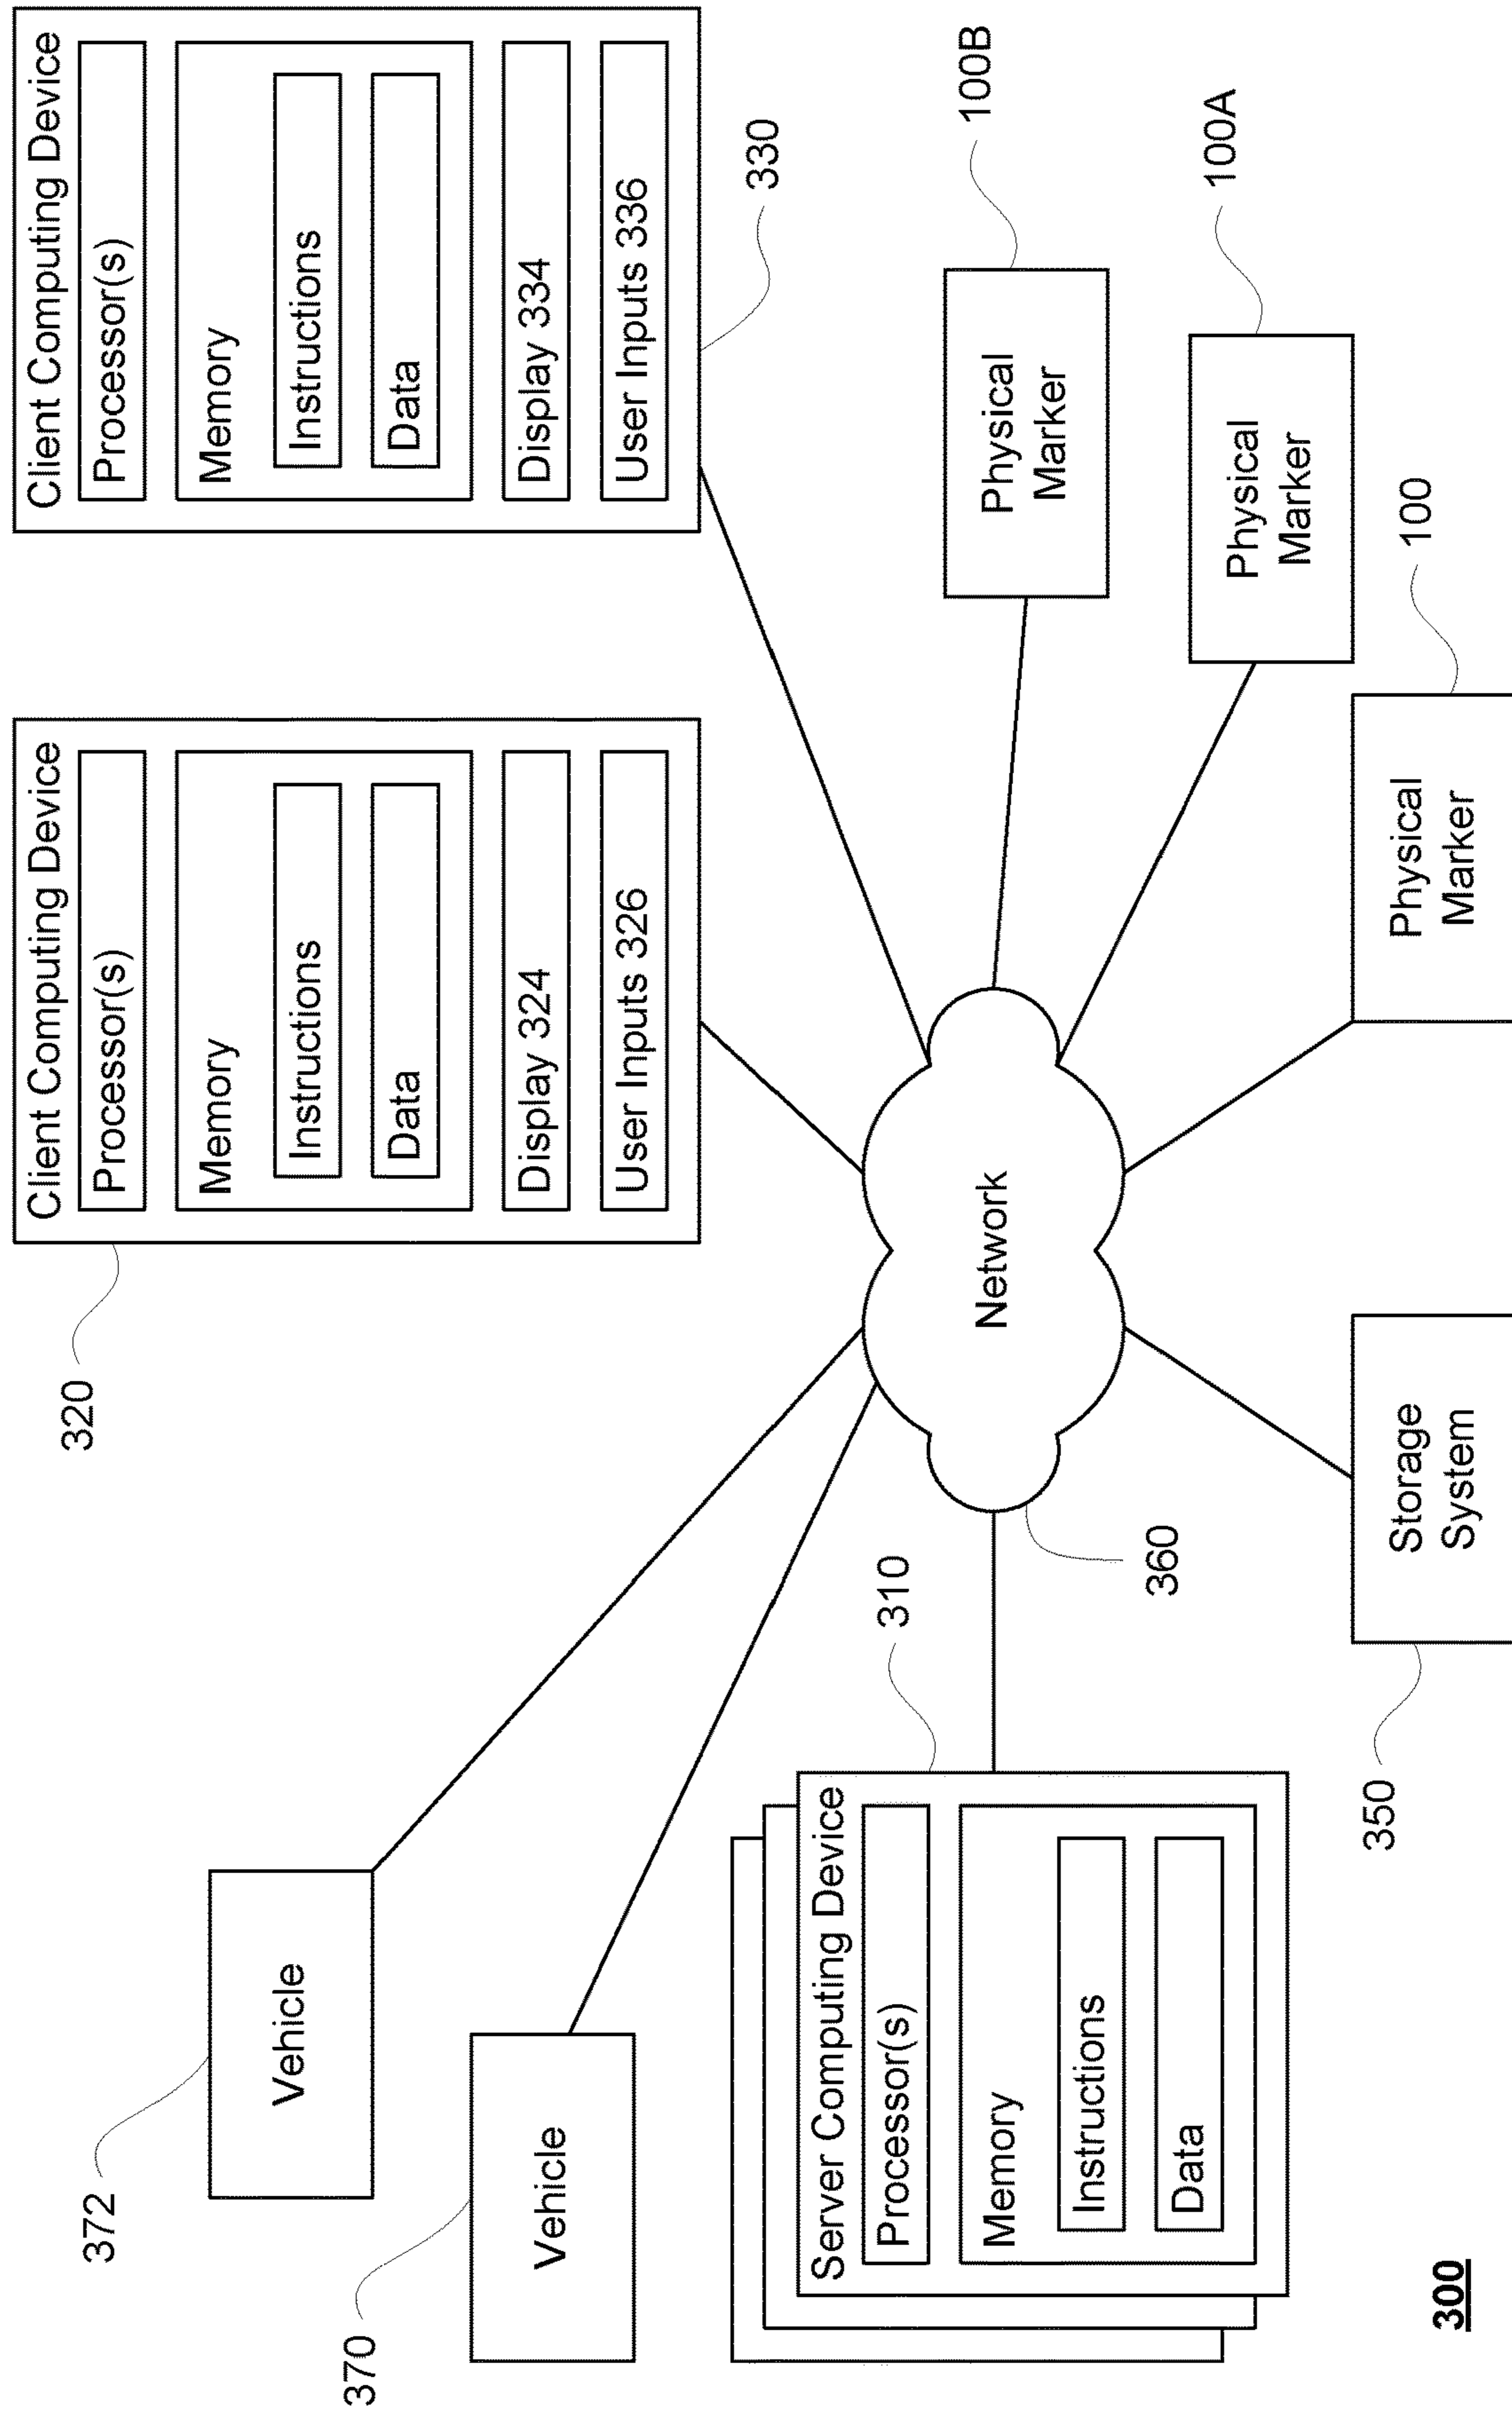 Client Computing Device
Processor(s)
Memory
Instructions
Data
Display 324
User Inputs 326
320
Client Computing Device
Processor(s)
Memory
Instructions
Data
Display 334
User Inputs 336
330
372
Vehicle
370
Vehicle
Server Computing Device
Processor(s)
Memory
Instructions
Data
310
Network
360
Physical
Marker
100B
Physical
Marker
100A
Physical
Marker
100
Storage
System
350
300